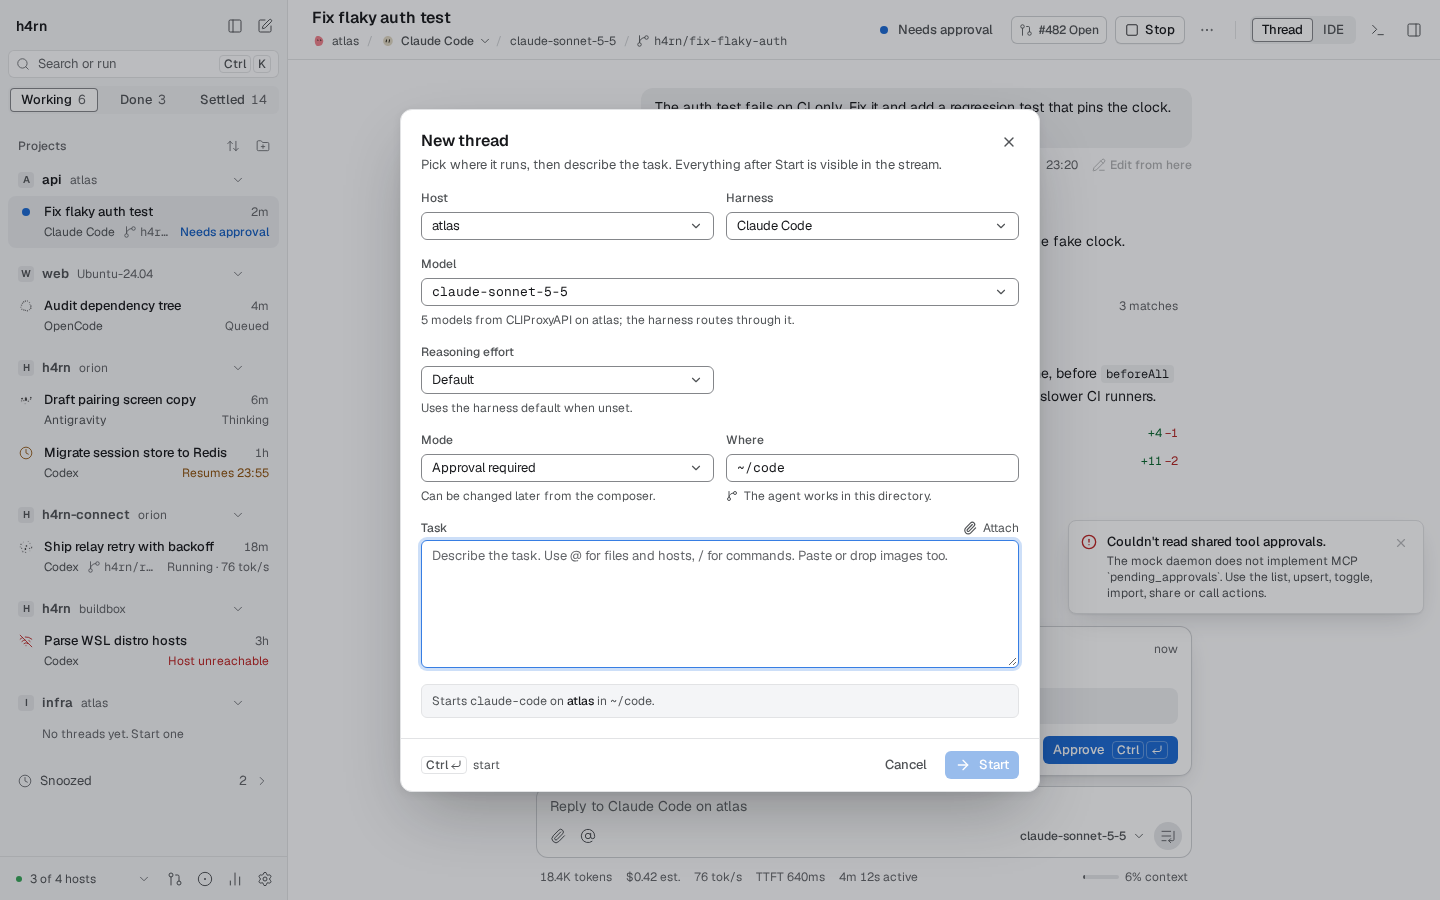 h4rn
Search or run
Ctrl K
Working 6
Done 3
Settled 14
Projects
A api atlas
Fix flaky auth test 2m
Claude Code h4r... Needs approval
W web Ubuntu-24.04
Audit dependency tree 4m
OpenCode Queued
H h4rn orion
Draft pairing screen copy 6m
Antigravity Thinking
Migrate session store to Redis 1h
Codex Resumes 23:55
H h4rn-connect orion
Ship relay retry with backoff 18m
Codex h4rn/r... Running · 76 tok/s
H h4rn buildbox
Parse WSL distro hosts 3h
Codex Host unreachable
I infra atlas
No threads yet. Start one
Snoozed 2
3 of 4 hosts
Fix flaky auth test
atlas / Claude Code / claude-sonnet-5-5 / h4rn/fix-flaky-auth
Needs approval
#482 Open
Stop
Thread
IDE
The auth test fails on CI only. Fix it and add a regression test that pins the clock.
23:20 Edit from here
e fake clock.
3 matches
e, before beforeAll
slower CI runners.
+4 −1
+11 −2
New thread
Pick where it runs, then describe the task. Everything after Start is visible in the stream.
Host
atlas
Harness
Claude Code
Model
claude-sonnet-5-5
5 models from CLIProxyAPI on atlas; the harness routes through it.
Reasoning effort
Default
Uses the harness default when unset.
Mode
Approval required
Can be changed later from the composer.
Where
~/code
The agent works in this directory.
Task
Attach
Describe the task. Use @ for files and hosts, / for commands. Paste or drop images too.
Starts claude-code on atlas in ~/code.
Ctrl start
Cancel
Start
Couldn't read shared tool approvals.
The mock daemon does not implement MCP
`pending_approvals`. Use the list, upsert, toggle,
import, share or call actions.
now
Approve Ctrl
Reply to Claude Code on atlas
claude-sonnet-5-5
18.4K tokens $0.42 est. 76 tok/s TTFT 640ms 4m 12s active
6% context